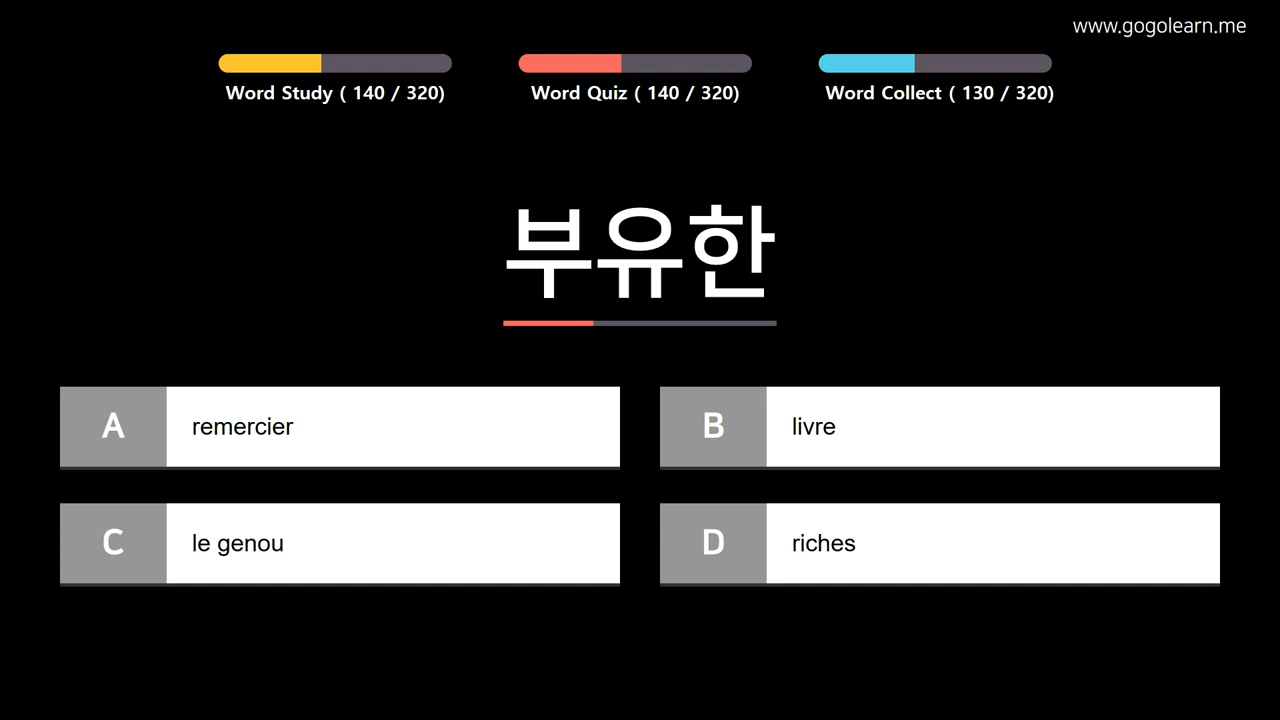 www.gogolearn.me
Word Study ( 140 / 320)
Word Quiz ( 140 / 320)
Word Collect ( 130 / 320)
부유한
A
remercier
B
livre
C
le genou
D
riches